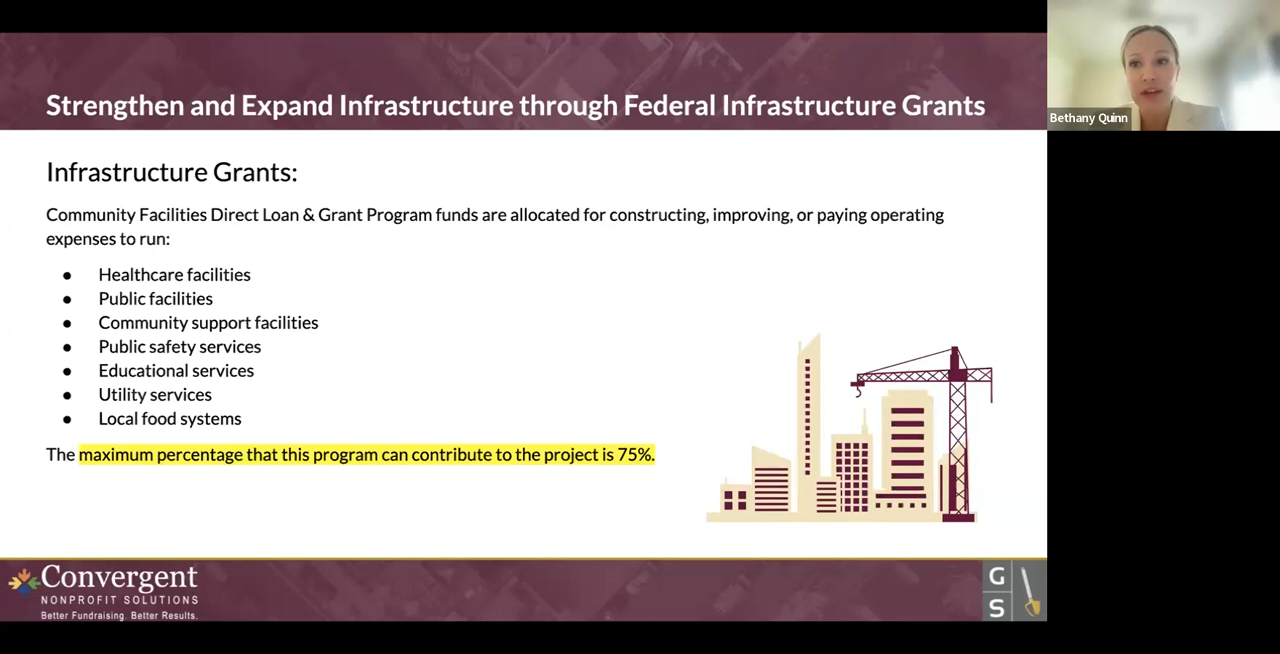 Strengthen and Expand Infrastructure through Federal Infrastructure Grants
Bethany Quinn
Infrastructure Grants:
Community Facilities Direct Loan & Grant Program funds are allocated for constructing, improving, or paying operating
expenses to run:
● Healthcare facilities
● Public facilities
● Community support facilities
● Public safety services
● Educational services
● Utility services
● Local food systems
The maximum percentage that this program can contribute to the project is 75%.
Convergent
NONPROFIT SOLUTIONS
Better Fundraising. Better Results.
G
S